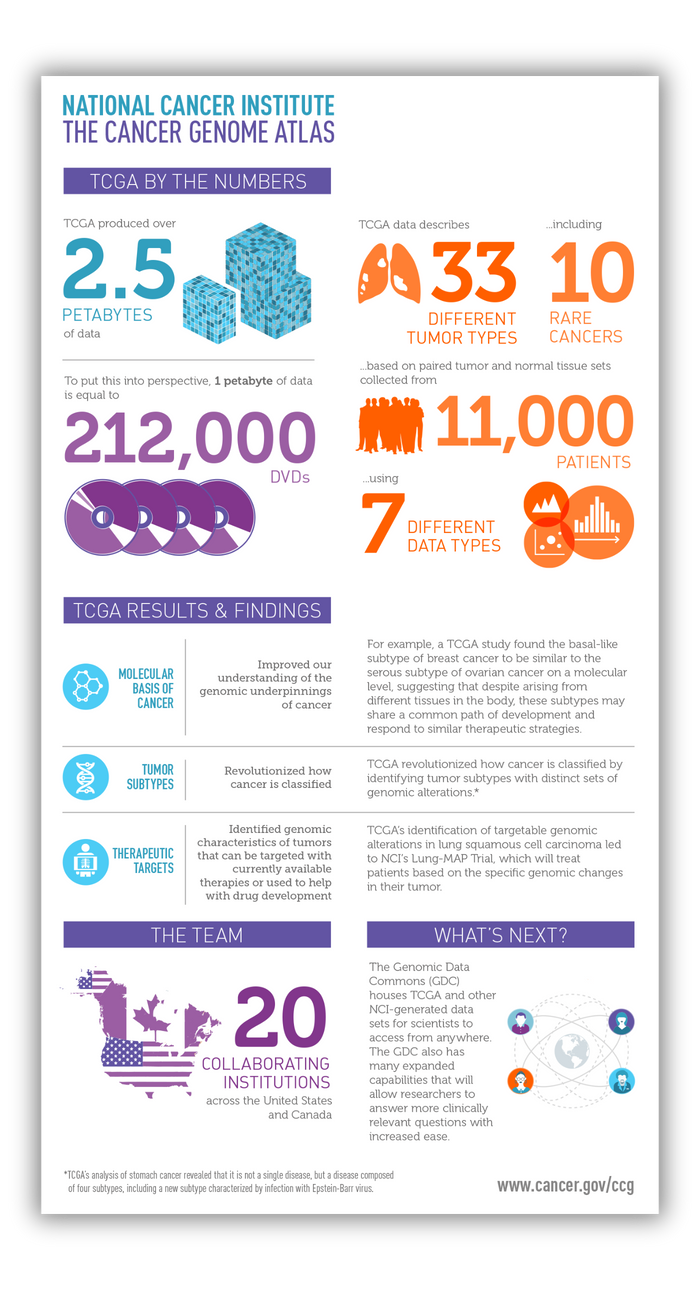 NATIONAL CANCER INSTITUTE
THE CANCER GENOME ATLAS
TCGA BY THE NUMBERS
TCGA produced over
2.5
PETABYTES
of data
To put this into perspective, 1 petabyte of data
is equal to
212,000
DVDs
TCGA data describes
33
DIFFERENT
TUMOR TYPES
...including
10
RARE
CANCERS
...based on paired tumor and normal tissue sets
collected from
11,000
PATIENTS
...using
7
DIFFERENT
DATA TYPES
TCGA RESULTS & FINDINGS
MOLECULAR
BASIS OF
CANCER
Improved our
understanding of the
genomic underpinnings
of cancer
For example, a TCGA study found the basal-like
subtype of breast cancer to be similar to the
serous subtype of ovarian cancer on a molecular
level, suggesting that despite arising from
different tissues in the body, these subtypes may
share a common path of development and
respond to similar therapeutic strategies.
TUMOR
SUBTYPES
Revolutionized how
cancer is classified
TCGA revolutionized how cancer is classified by
identifying tumor subtypes with distinct sets of
genomic alterations.*
THERAPEUTIC
TARGETS
Identified genomic
characteristics of tumors
that can be targeted with
currently available
therapies or used to help
with drug development
TCGA's identification of targetable genomic
alterations in lung squamous cell carcinoma led
to NCI's Lung-MAP Trial, which will treat
patients based on the specific genomic changes
in their tumor.
THE TEAM
20
COLLABORATING
INSTITUTIONS
across the United States
and Canada
WHAT'S NEXT?
The Genomic Data
Commons (GDC)
houses TCGA and other
NCI-generated data
sets for scientists to
access from anywhere.
The GDC also has
many expanded
capabilities that will
allow researchers to
answer more clinically
relevant questions with
increased ease.
*TCGA's analysis of stomach cancer revealed that it is not a single disease, but a disease composed
of four subtypes, including a new subtype characterized by infection with Epstein-Barr virus.
www.cancer.gov/ccg